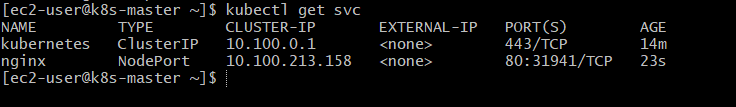 [ec2-user@k8s-master ~]$ kubectl get svc
NAME         TYPE        CLUSTER-IP       EXTERNAL-IP   PORT(S)        AGE
kubernetes   ClusterIP   10.100.0.1       <none>        443/TCP        14m
nginx        NodePort    10.100.213.158   <none>        80:31941/TCP   23s
[ec2-user@k8s-master ~]$